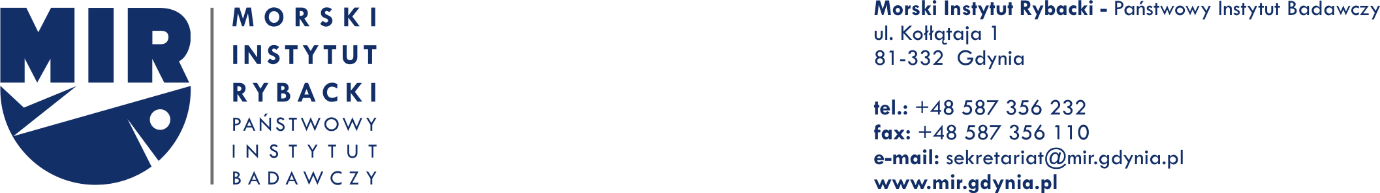 MIR
MORSKI
INSTYTUT
RYBACKI
PAŃSTWOWY
INSTYTUT
BADAWCZY
Morski Instytut Rybacki - Państwowy Instytut Badawczy
ul. Kołłątaja 1
81-332 Gdynia
tel.: +48 587 356 232
fax: +48 587 356 110
e-mail: sekretariat@mir.gdynia.pl
www.mir.gdynia.pl